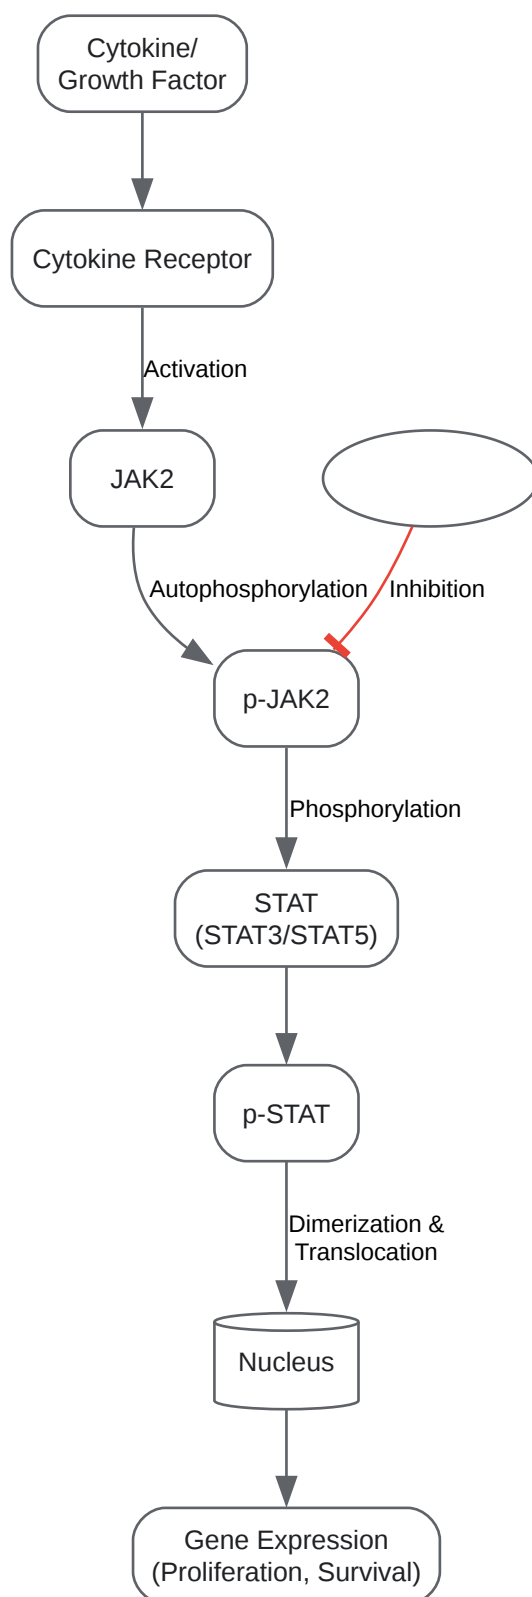 Cytokine/
Growth Factor
Cytokine Receptor
Activation
JAK2
Autophosphorylation
Inhibition
p-JAK2
Phosphorylation
STAT
(STAT3/STAT5)
p-STAT
Dimerization &
Translocation
Nucleus
Gene Expression
(Proliferation, Survival)